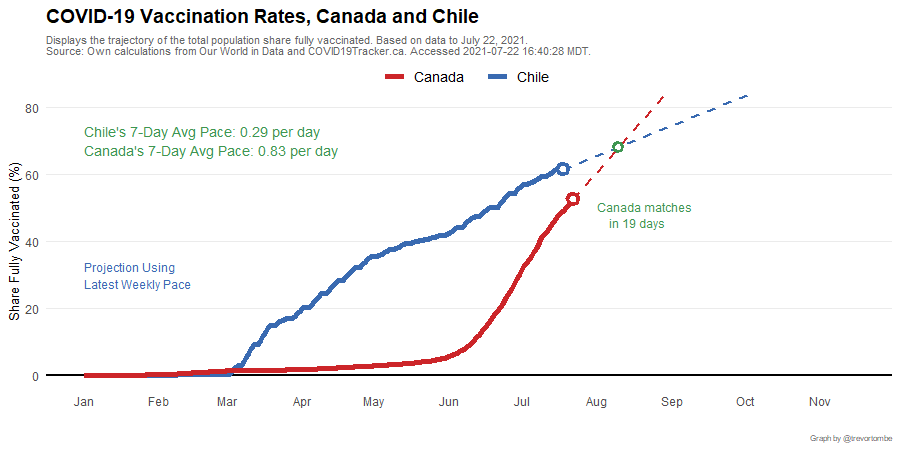 COVID-19 Vaccination Rates, Canada and Chile
Displays the trajectory of the total population share fully vaccinated. Based on data to July 22, 2021.
Source: Own calculations from Our World in Data and COVID19Tracker.ca. Accessed 2021-07-22 16:40:28 MDT.
Canada Chile
Chile's 7-Day Avg Pace: 0.29 per day
Canada's 7-Day Avg Pace: 0.83 per day
Canada matches
in 19 days
Projection Using
Latest Weekly Pace
Share Fully Vaccinated (%)
80
60
40
20
0
Jan Feb Mar Apr May Jun Jul Aug Sep Oct Nov
Graph by @trevortombe